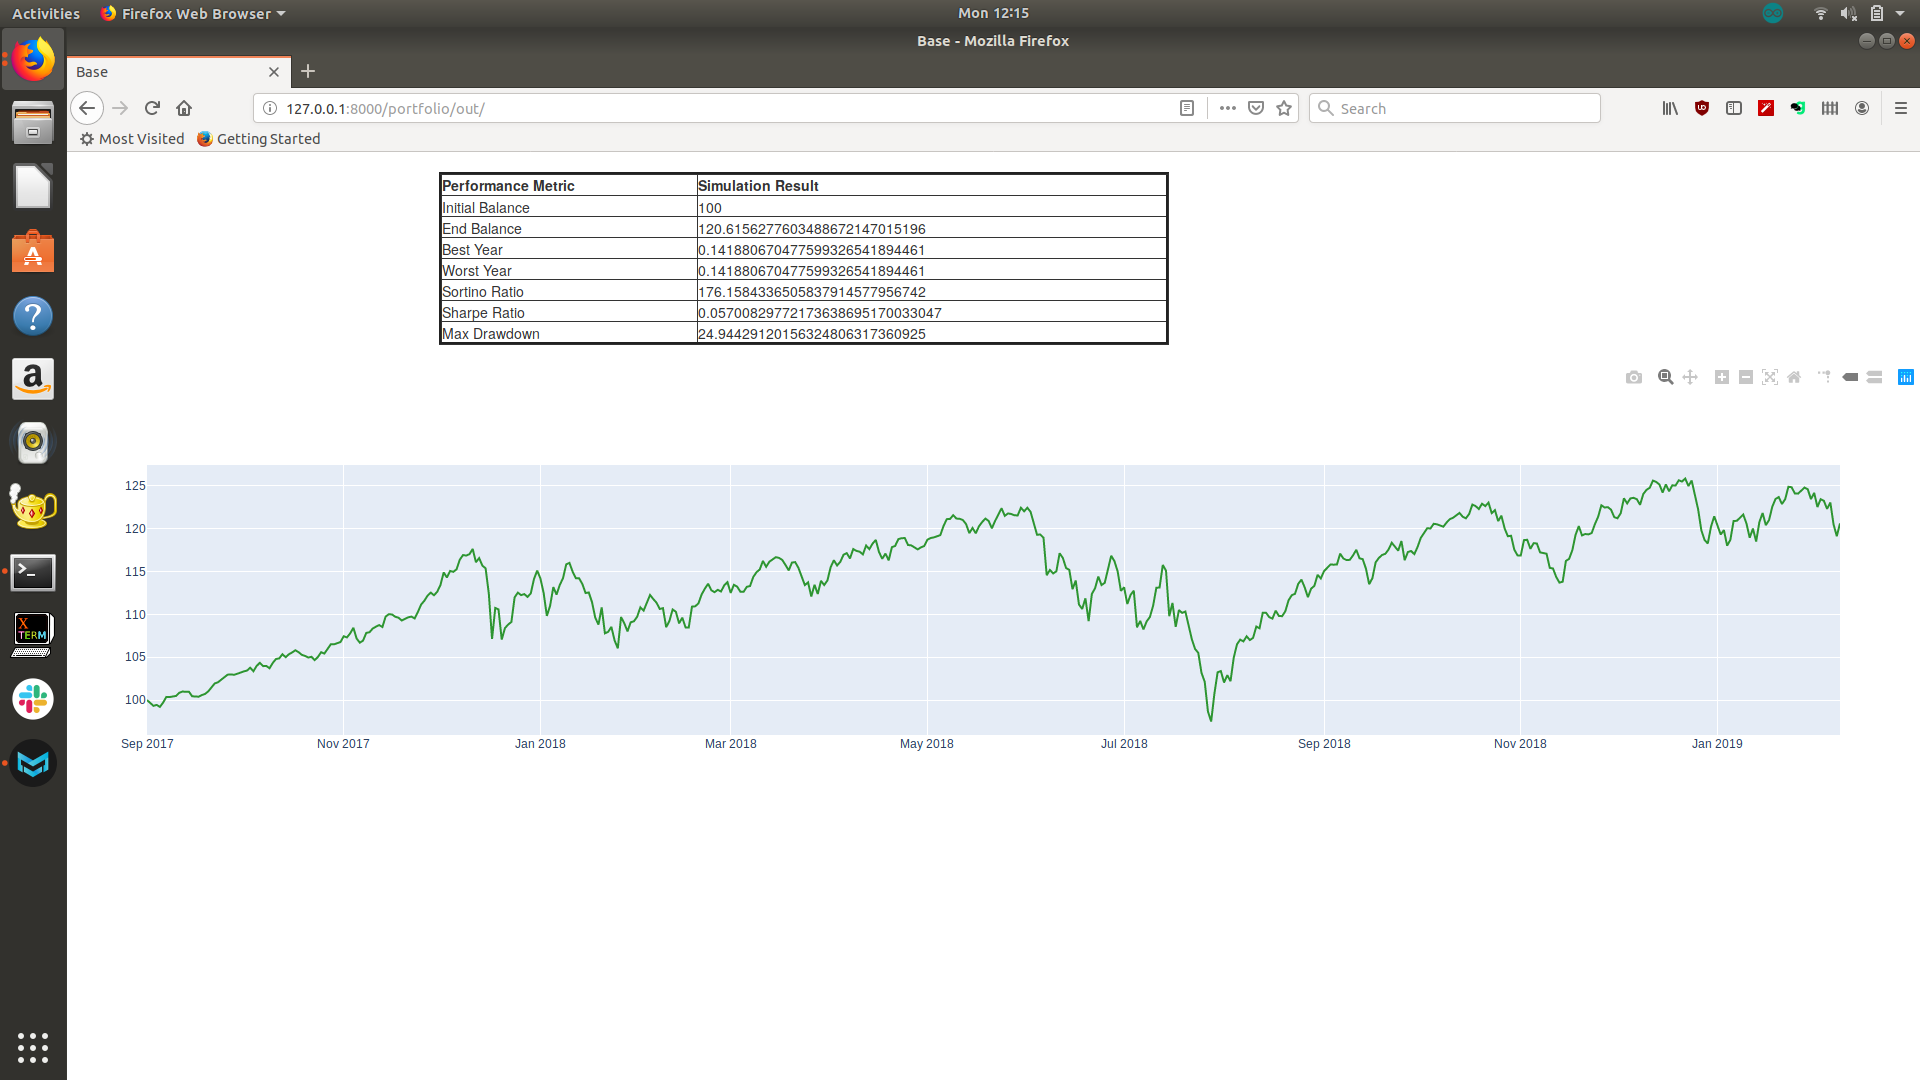 Activities Firefox Web Browser Mon 12:15
Base - Mozilla Firefox
Base
127.0.0.1:8000/portfolio/out/ Search
Most Visited Getting Started
Performance Metric Simulation Result
Initial Balance 100
End Balance 120.6156277603488672147015196
Best Year 0.1418806704775993265418944461
Worst Year 0.1418806704775993265418944461
Sortino Ratio 176.1584336505837914577956742
Sharpe Ratio 0.05700829772173638695170033047
Max Drawdown 24.94429120156324806317360925
125
120
115
110
105
100
Sep 2017 Nov 2017 Jan 2018 Mar 2018 May 2018 Jul 2018 Sep 2018 Nov 2018 Jan 2019
X
TERM